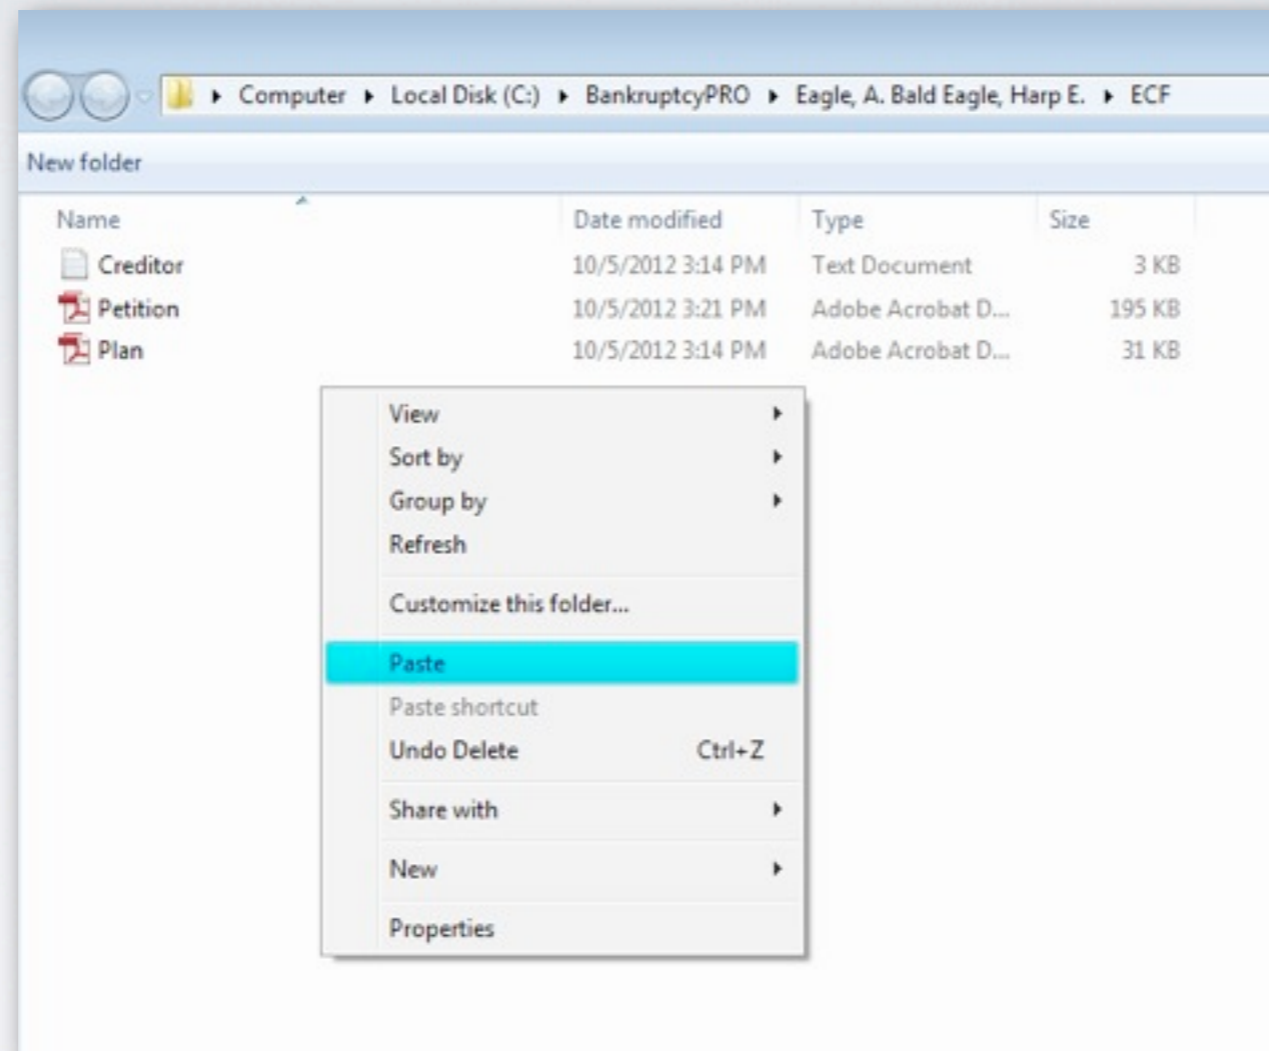 Computer Local Disk (C:) BankruptcyPRO Eagle, A. Bald Eagle, Harp E. ECF
New folder
Name Date modified Type Size
Creditor 10/5/2012 3:14 PM Text Document 3 KB
Petition 10/5/2012 3:21 PM Adobe Acrobat D... 195 KB
Plan 10/5/2012 3:14 PM Adobe Acrobat D... 31 KB
View
Sort by
Group by
Refresh
Customize this folder...
Paste
Paste shortcut
Undo Delete Ctrl+Z
Share with
New
Properties